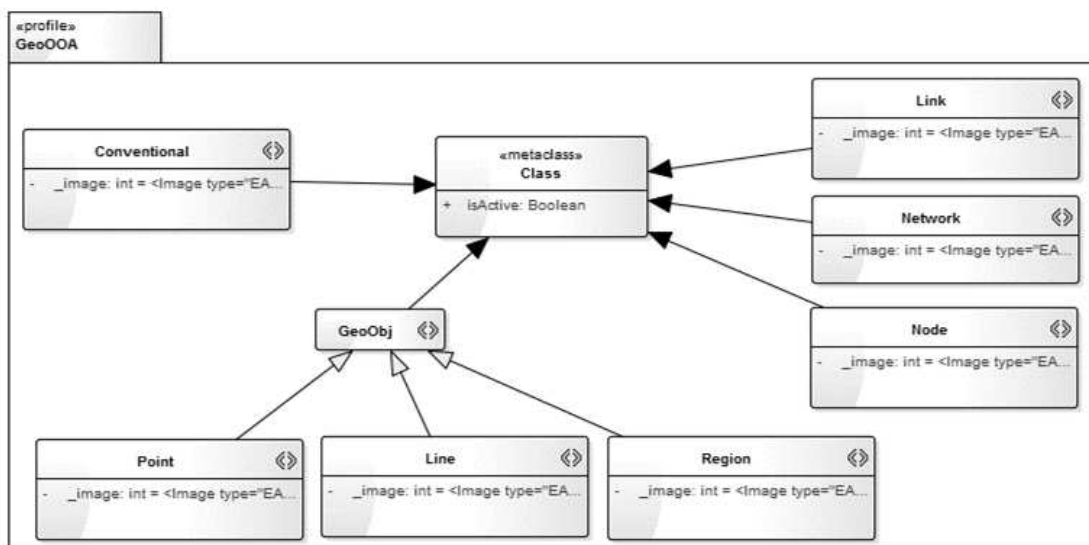 «profile»
GeoOOA
Conventional
- _image: int = <Image type="EA...
«metaclass»
Class
+ isActive: Boolean
Link
- _image: int = <Image type="EA...
Network
- _image: int = <Image type="EA...
Node
- _image: int = <Image type="EA...
GeoObj
Point
- _image: int = <Image type="EA...
Line
- _image: int = <Image type="EA...
Region
- _image: int = <Image type="EA...